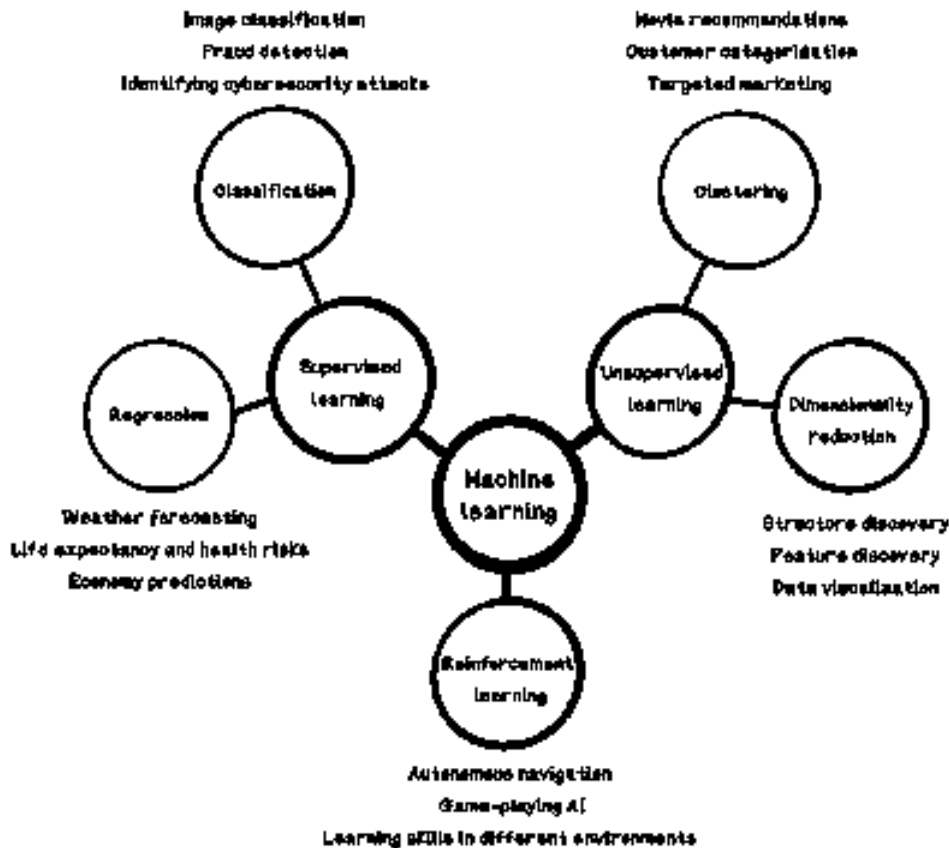 Image classification
Fraud detection
Identifying cybersecurity attacks
Movie recommendations
Customer categorization
Targeted marketing
Classification
Clustering
Supervised
learning
Unsupervised
learning
Regression
Dimensionality
reduction
Machine
learning
Weather forecasting
Life expectancy and health risks
Economy predictions
Structure discovery
Feature discovery
Data visualization
Reinforcement
learning
Autonomous navigation
Game-playing AI
Learning skills in different environments